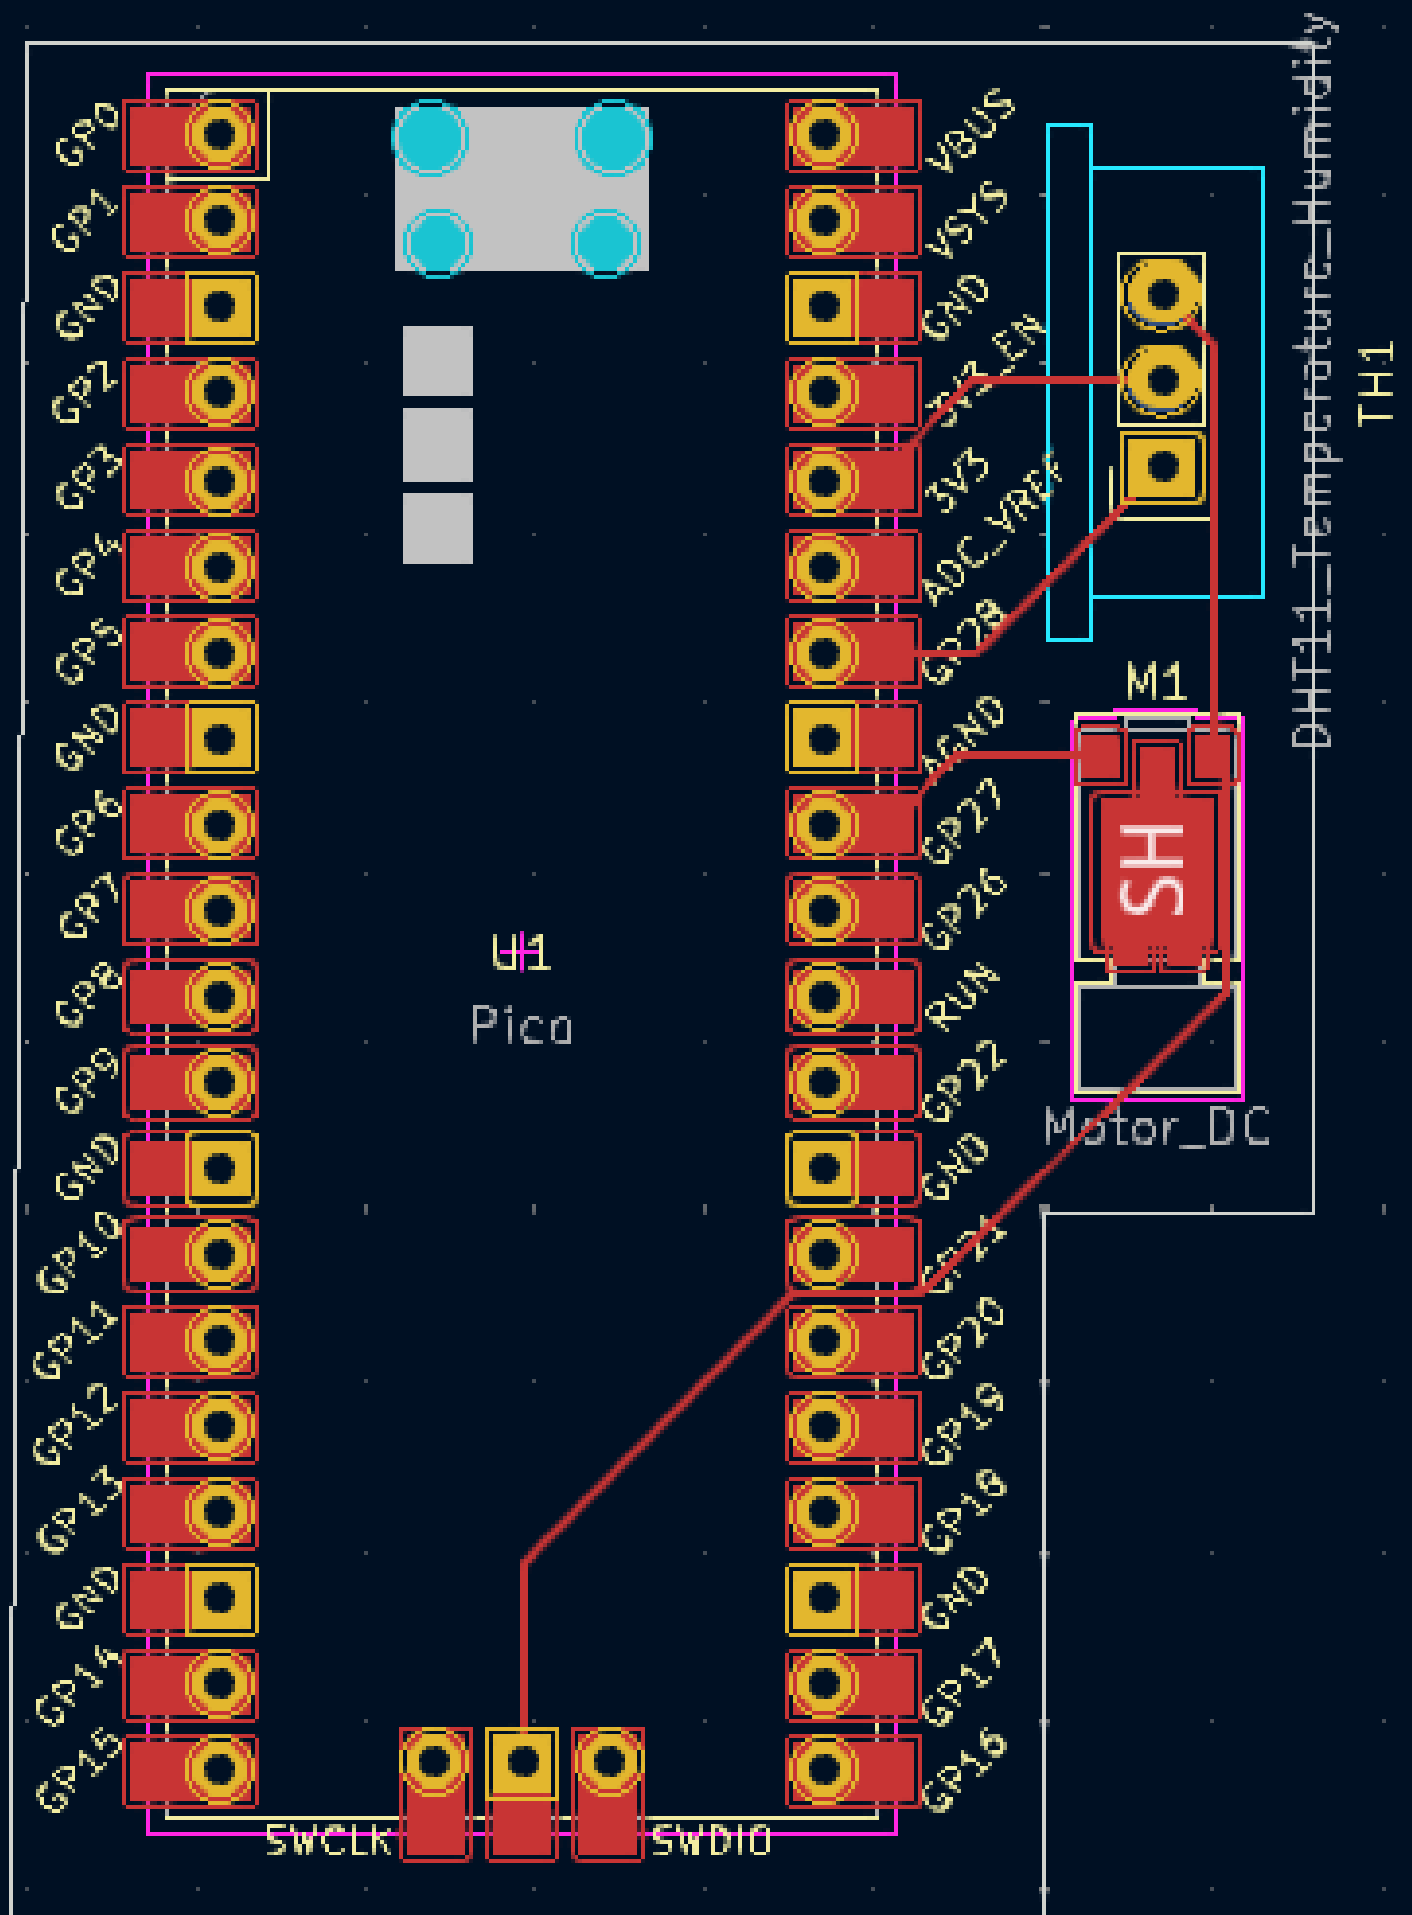 GP0
GP1
GND
GP2
GP3
GP4
GP5
GND
GP6
GP7
GP8
GP9
GND
GP10
GP11
GP12
GP13
GND
GP14
GP15
U1
Pico
SWCLK
SWDIO
VBUS
VSYS
GND
3V3_EN
3V3
ADC_VREF
GP28
AGND
GP27
GP26
RUN
GP22
GND
GP21
GP20
GP19
GP18
GND
GP17
GP16
DHT11_Temperature_Humidity
TH1
M1
SH
Motor_DC